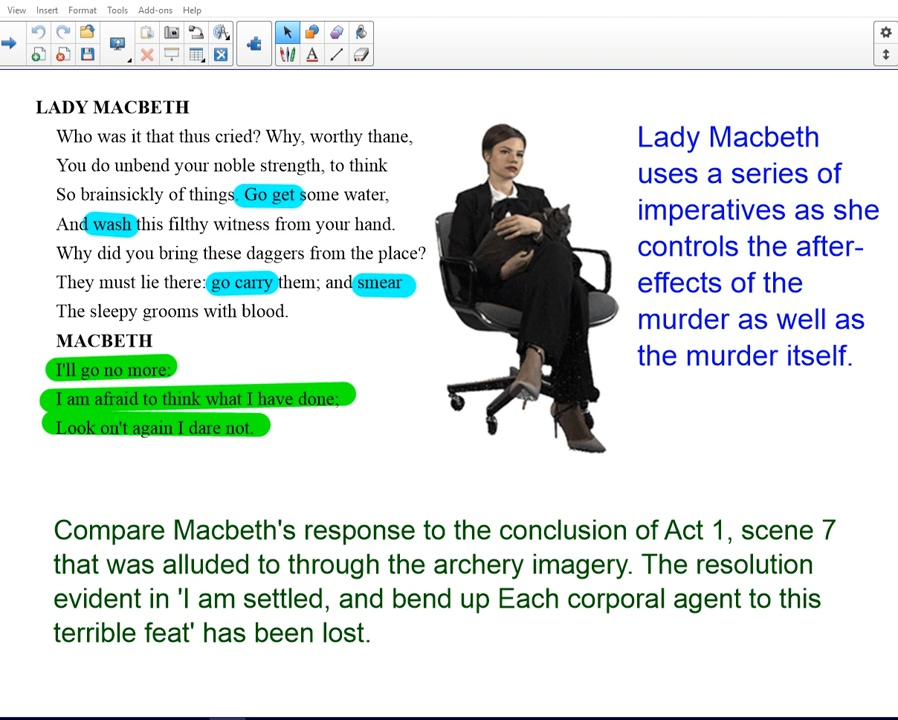 View Insert Format Tools Add-ons Help
LADY MACBETH
Who was it that thus cried? Why, worthy thane,
You do unbend your noble strength, to think
So brainsickly of things. Go get some water,
And wash this filthy witness from your hand.
Why did you bring these daggers from the place?
They must lie there: go carry them; and smear
The sleepy grooms with blood.
MACBETH
I'll go no more:
I am afraid to think what I have done;
Look on't again I dare not.
Lady Macbeth
uses a series of
imperatives as she
controls the after-
effects of the
murder as well as
the murder itself.
Compare Macbeth's response to the conclusion of Act 1, scene 7
that was alluded to through the archery imagery. The resolution
evident in 'I am settled, and bend up Each corporal agent to this
terrible feat' has been lost.